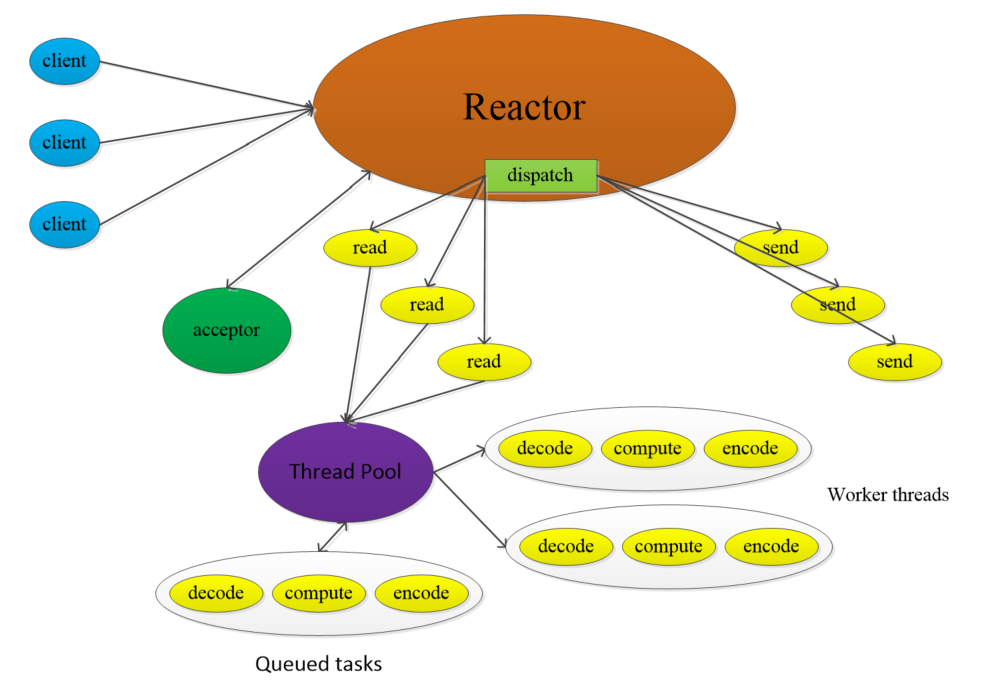 client
Reactor
client
dispatch
client
read
send
read
send
acceptor
read
send
decode
compute
encode
Thread Pool
Worker threads
decode
compute
encode
decode
compute
encode
Queued tasks